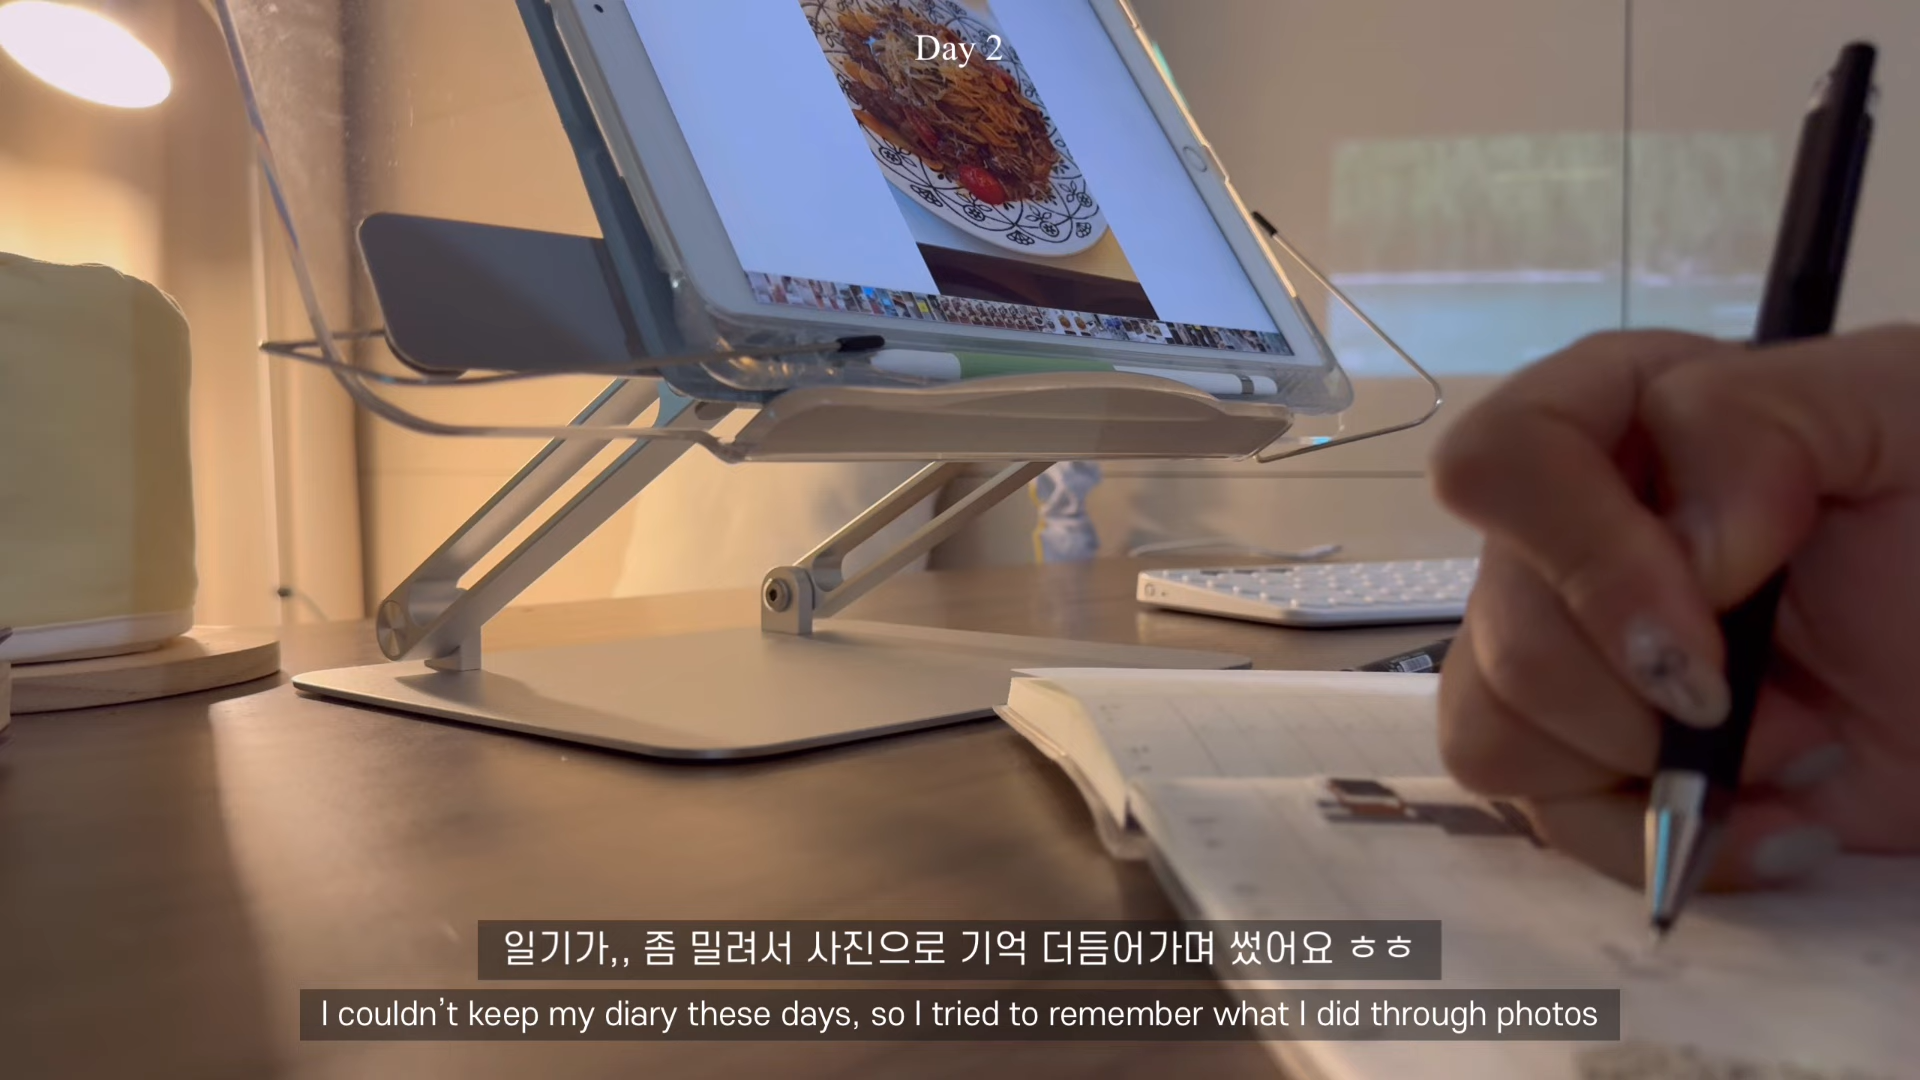 Day 2
일기가,, 좀 밀려서 사진으로 기억 더듬어가며 썼어요 ㅎㅎ
I couldn't keep my diary these days, so I tried to remember what I did through photos